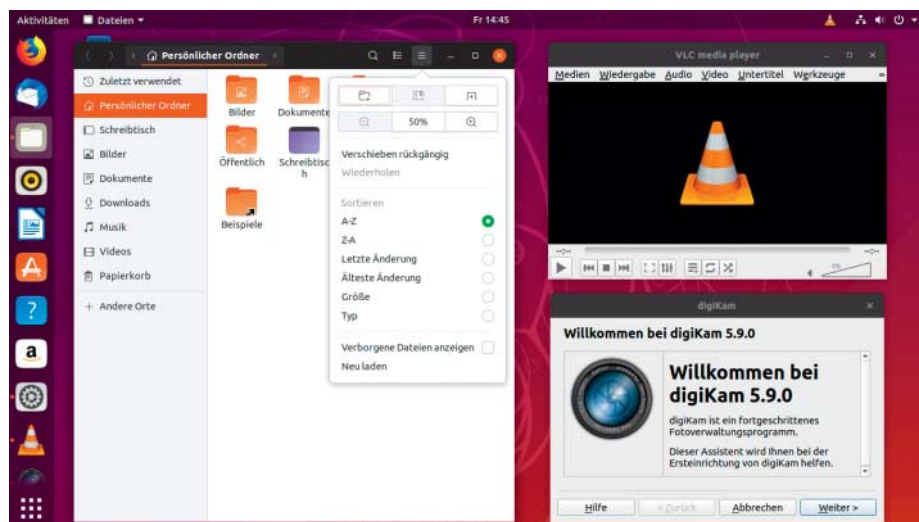 Aktivitäten Dateien Fr 14:45
Persönlicher Ordner
Zuletzt verwendet
Persönlicher Ordner
Schreibtisch
Bilder
Dokumente
Downloads
Musik
Videos
Papierkorb
+ Andere Orte
Bilder Dokumente
Öffentlich Schreibtisc
h
Beispiele
50%
Verschieben rückgängig
Wiederholen
Sortieren
A-Z
Z-A
Letzte Änderung
Älteste Änderung
Größe
Typ
Verborgene Dateien anzeigen
Neu laden
VLC media player
Medien Wiedergabe Audio Video Untertitel Werkzeuge »
0%
digiKam
Willkommen bei digiKam 5.9.0
Willkommen bei
digiKam 5.9.0
digiKam ist ein fortgeschrittenes
Fotoverwaltungsprogramm.
Dieser Assistent wird Ihnen bei der
Ersteinrichtung von digiKam helfen.
Hilfe < Zurück Abbrechen Weiter >
a
?